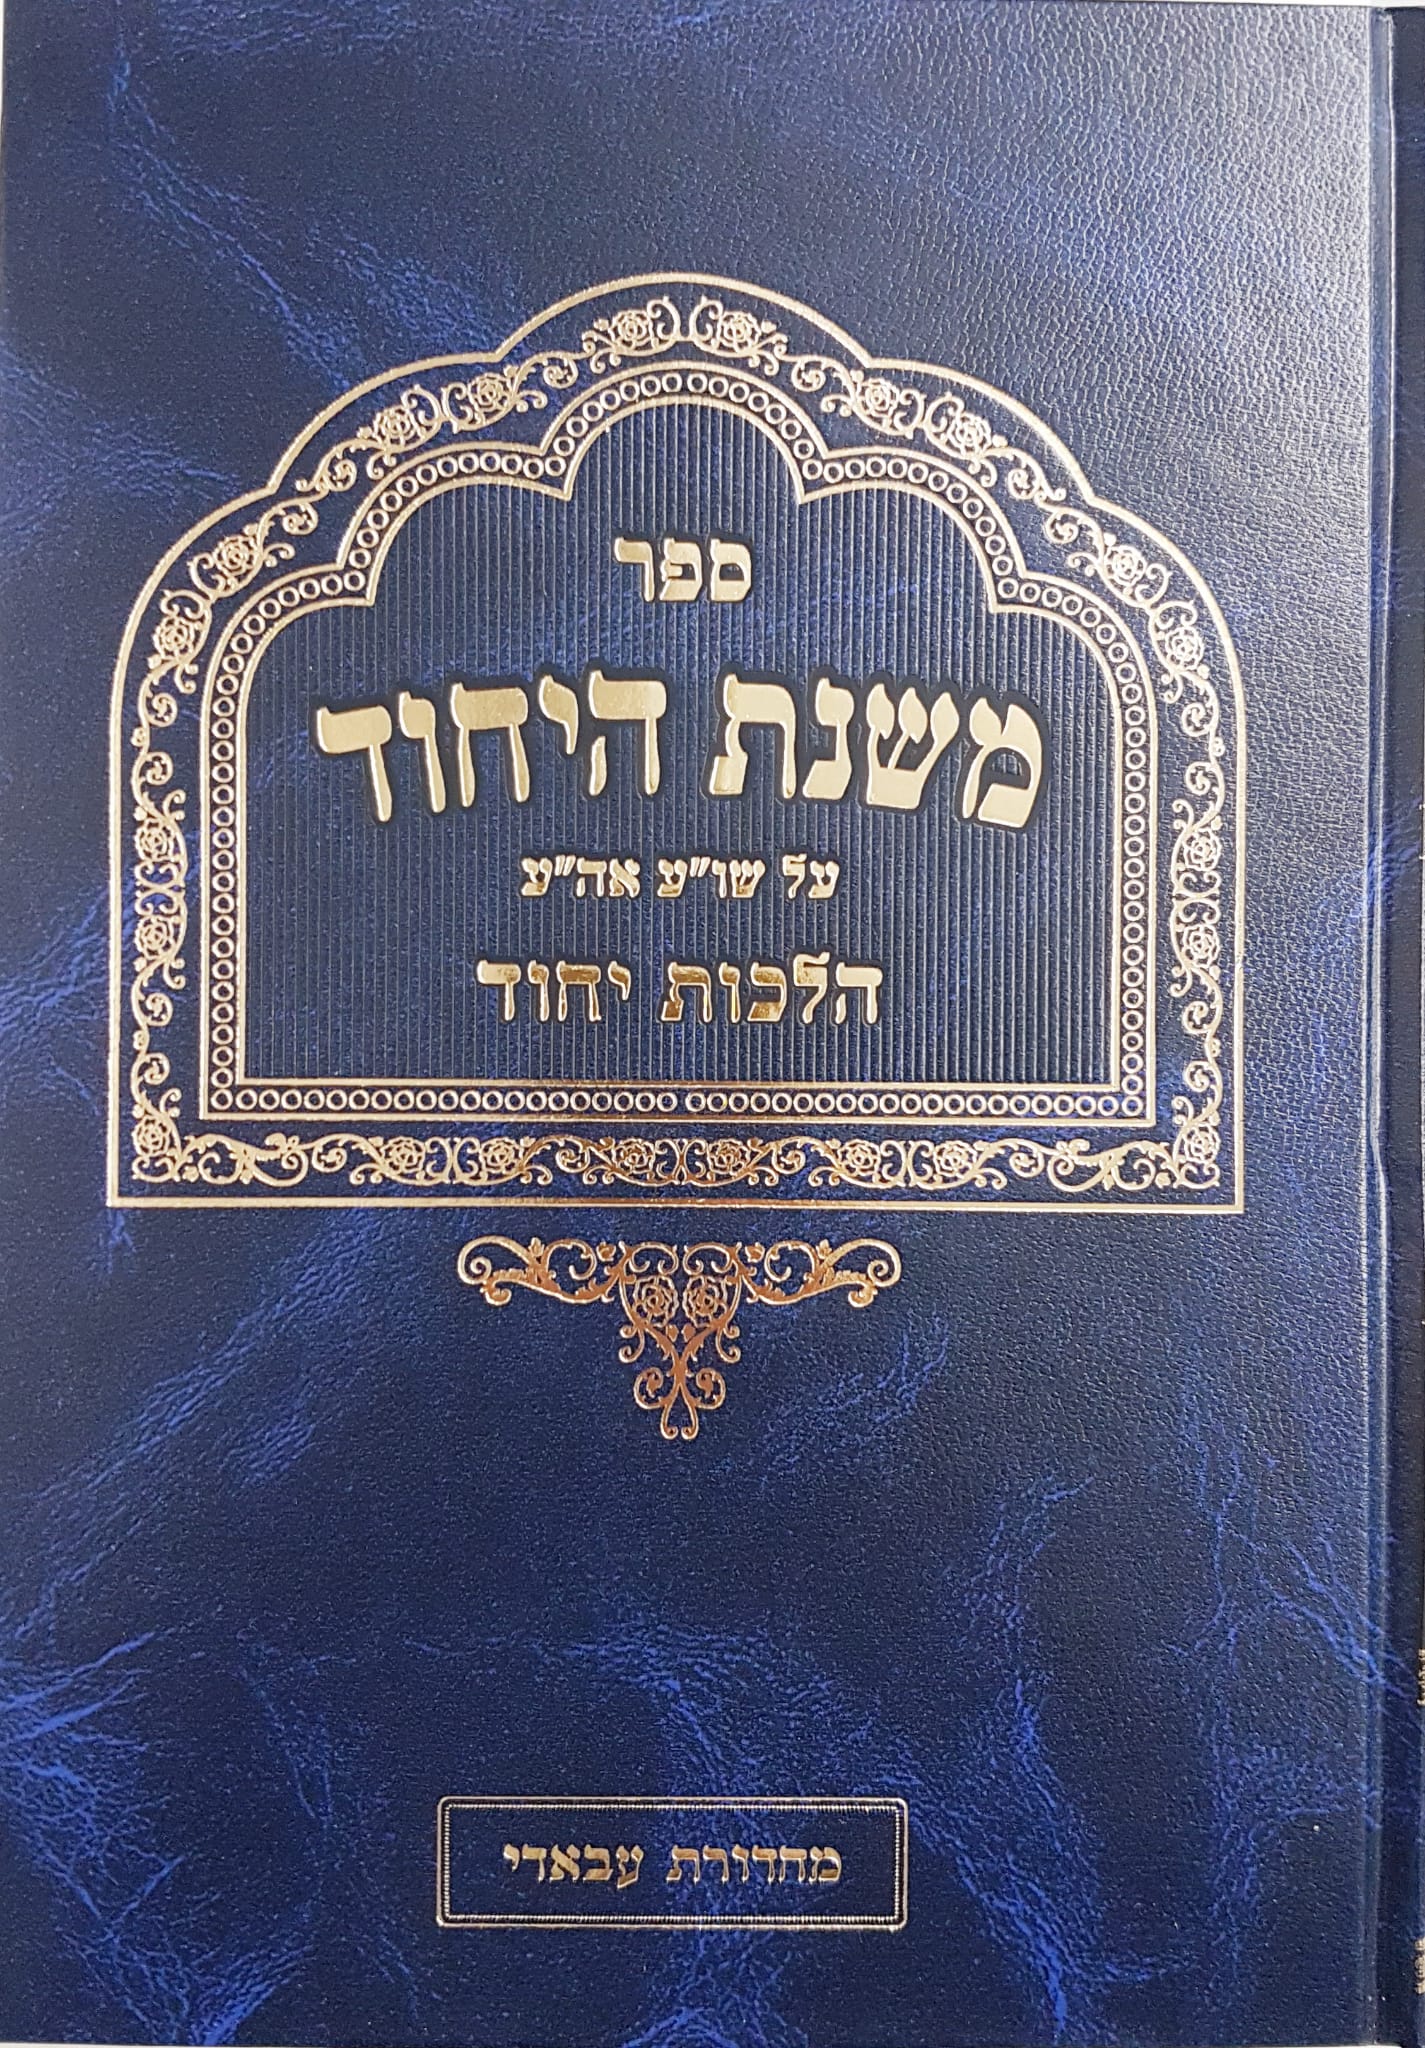 ספר
משנת היחוד
על שו"ע אה"ע
הלכות יחוד
מהדורת עבאדי